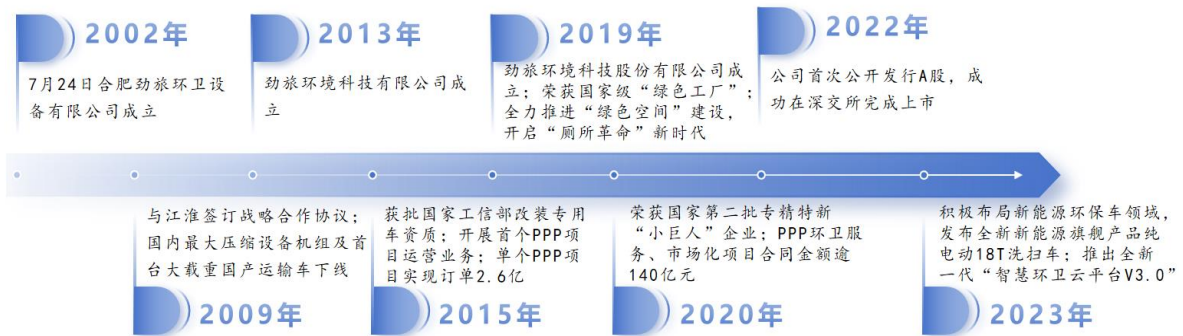 2002年
7月24日合肥劲旅环卫设
备有限公司成立
2013年
劲旅环境科技有限公司成
立
2019年
劲旅环境科技股份有限公司成
立；荣获国家级“绿色工厂”；
全力推进“绿色空间”建设，
开启“厕所革命”新时代
2022年
公司首次公开发行A股，成
功在深交所完成上市
与江淮签订战略合作协议；
国内最大压缩设备机组及首
台大载重国产运输车下线
2009年
获批国家工信部改装专用
车资质；开展首个PPP项
目运营业务；单个PPP项
目实现订单2.6亿
2015年
荣获国家第二批专精特新
“小巨人”企业；PPP环卫服
务、市场化项目合同金额逾
140亿元
2020年
积极布局新能源环保车领域，
发布全新新能源旗舰产品纯
电动18T洗扫车；推出全新
一代“智慧环卫云平台V3.0”
2023年